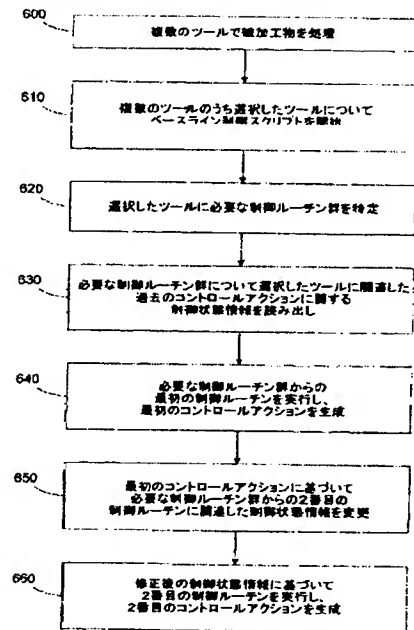 600
複数のツールで被加工物を処理
610
複数のツールのうち選択したツールについて
ベースライン制御スクリプトを開始
620
選択したツールに必要な制御ルーチン群を特定
630
必要な制御ルーチン群について選択したツールに関連した
過去のコントロールアクションに関する
制御状態情報を読み出し
640
必要な制御ルーチン群からの
最初の制御ルーチンを実行し、
最初のコントロールアクションを生成
650
最初のコントロールアクションに基づいて
必要な制御ルーチン群からの2番目の
制御ルーチンに関連した制御状態情報を変更
660
修正後の制御状態情報に基づいて
2番目の制御ルーチンを実行し、
2番目のコントロールアクションを生成